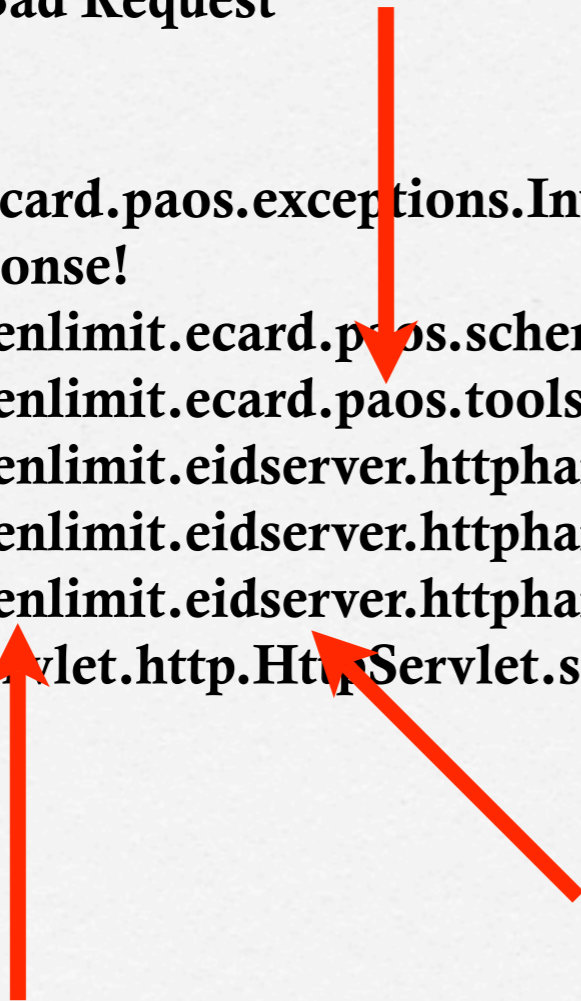 Bad Request
card.paos.exceptions.In
onse!
enlimit.ecard.paos.scher
enlimit.ecard.paos.tools
enlimit.eidserver.httpha
enlimit.eidserver.httpha
enlimit.eidserver.httpha
rvlet.http.HttpServlet.s